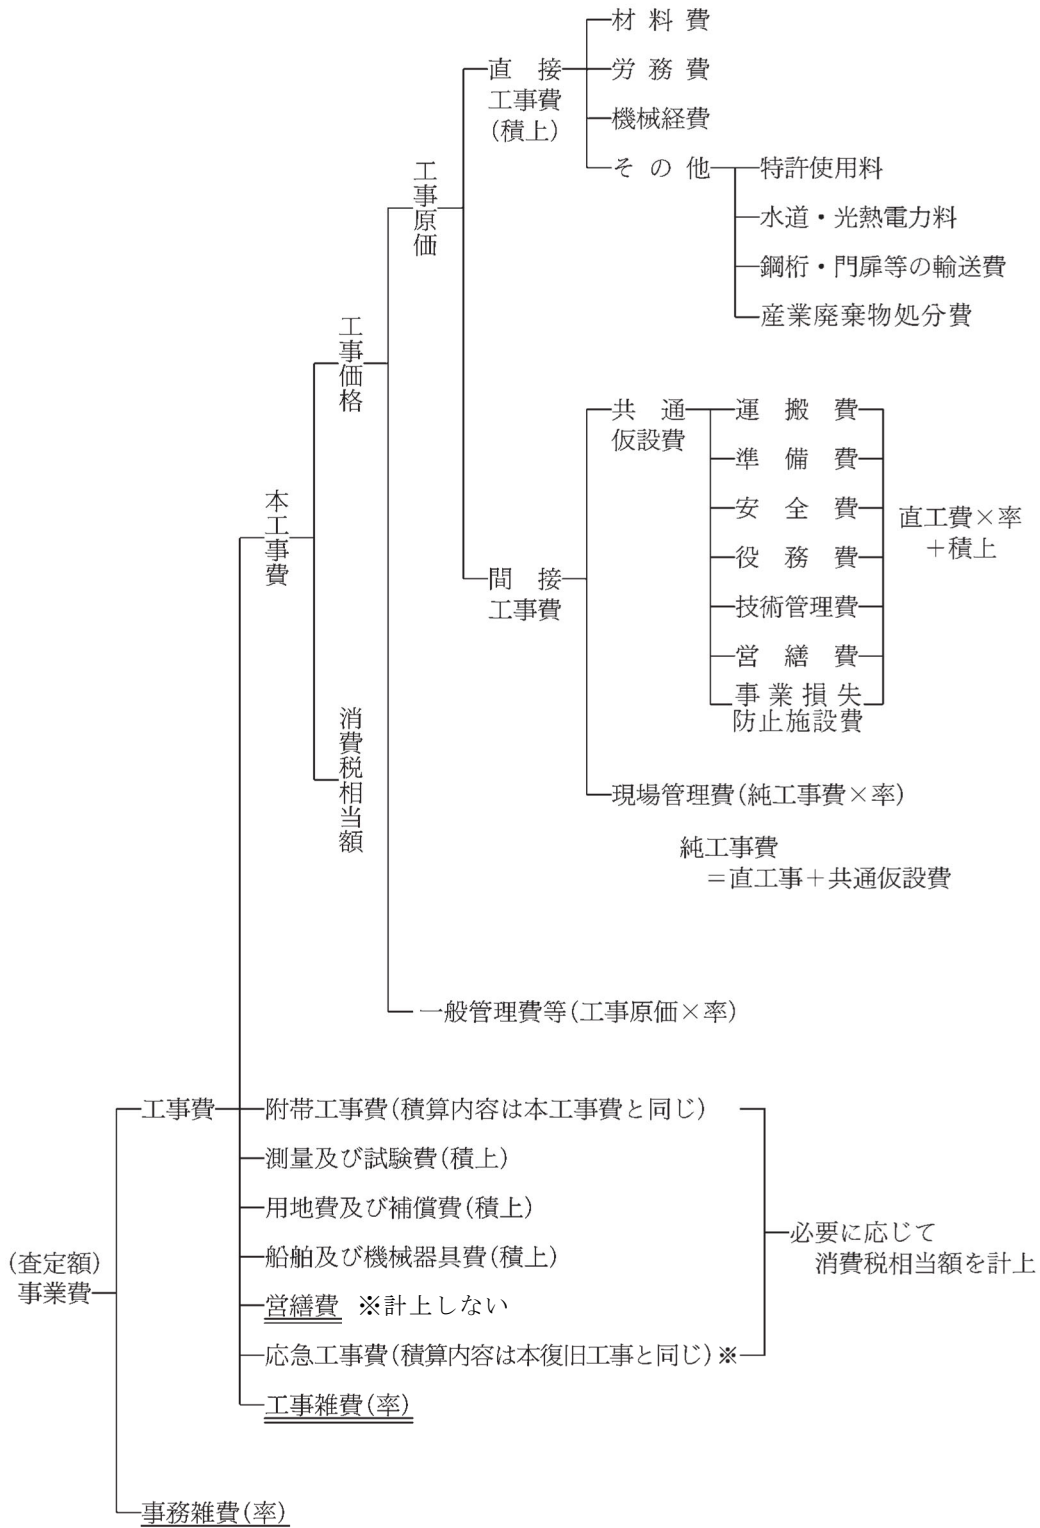 材料費
直接
工事費
(積上)
労務費
機械経費
その他
特許使用料
水道・光熱電力料
鋼桁・門扉等の輸送費
産業廃棄物処分費
工事原価
工事価格
共通
仮設費
運搬費
準備費
安全費
役務費
技術管理費
営繕費
事業損失
防止施設費
直工費×率
+積上
本工事費
間接
工事費
消費税相当額
現場管理費(純工事費×率)
純工事費
=直工事+共通仮設費
一般管理費等(工事原価×率)
工事費
附帯工事費(積算内容は本工事費と同じ)
測量及び試験費(積上)
用地費及び補償費(積上)
船舶及び機械器具費(積上)
営繕費 ※計上しない
応急工事費(積算内容は本復旧工事と同じ)※
工事雑費(率)
必要に応じて
消費税相当額を計上
(査定額)
事業費
事務雑費(率)